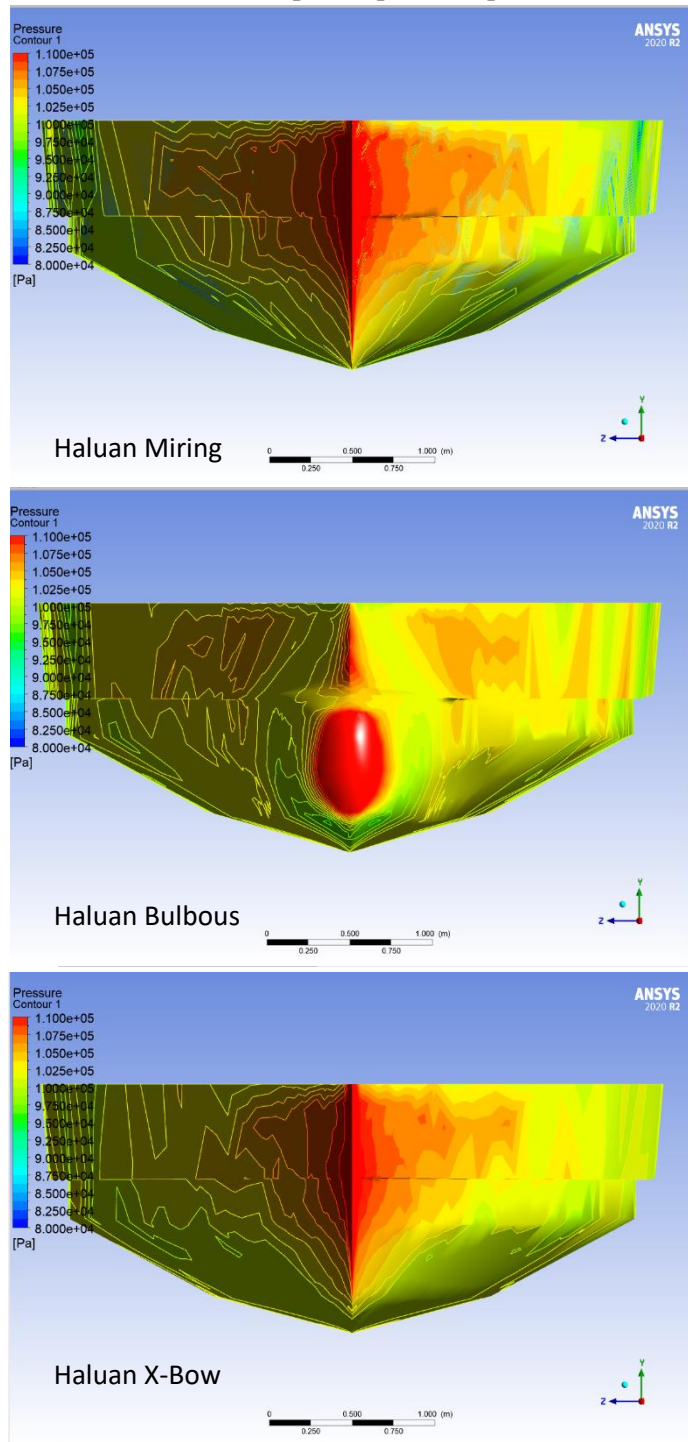 Pressure
Contour 1
1.100e+05
1.075e+05
1.050e+05
1.025e+05
1.000e+05
9.750e+04
9.500e+04
9.250e+04
9.000e+04
8.750e+04
8.500e+04
8.250e+04
8.000e+04
[Pa]
ANSYS
2020 R2
Y
Z
Haluan Miring
0 0.500 1.000 (m)
0.250 0.750
Pressure
Contour 1
1.100e+05
1.075e+05
1.050e+05
1.025e+05
1.000e+05
9.750e+04
9.500e+04
9.250e+04
9.000e+04
8.750e+04
8.500e+04
8.250e+04
8.000e+04
[Pa]
ANSYS
2020 R2
Y
Z
Haluan Bulbous
0 0.500 1.000 (m)
0.250 0.750
Pressure
Contour 1
1.100e+05
1.075e+05
1.050e+05
1.025e+05
1.000e+05
9.750e+04
9.500e+04
9.250e+04
9.000e+04
8.750e+04
8.500e+04
8.250e+04
8.000e+04
[Pa]
ANSYS
2020 R2
Y
Z
Haluan X-Bow
0 0.500 1.000 (m)
0.250 0.750